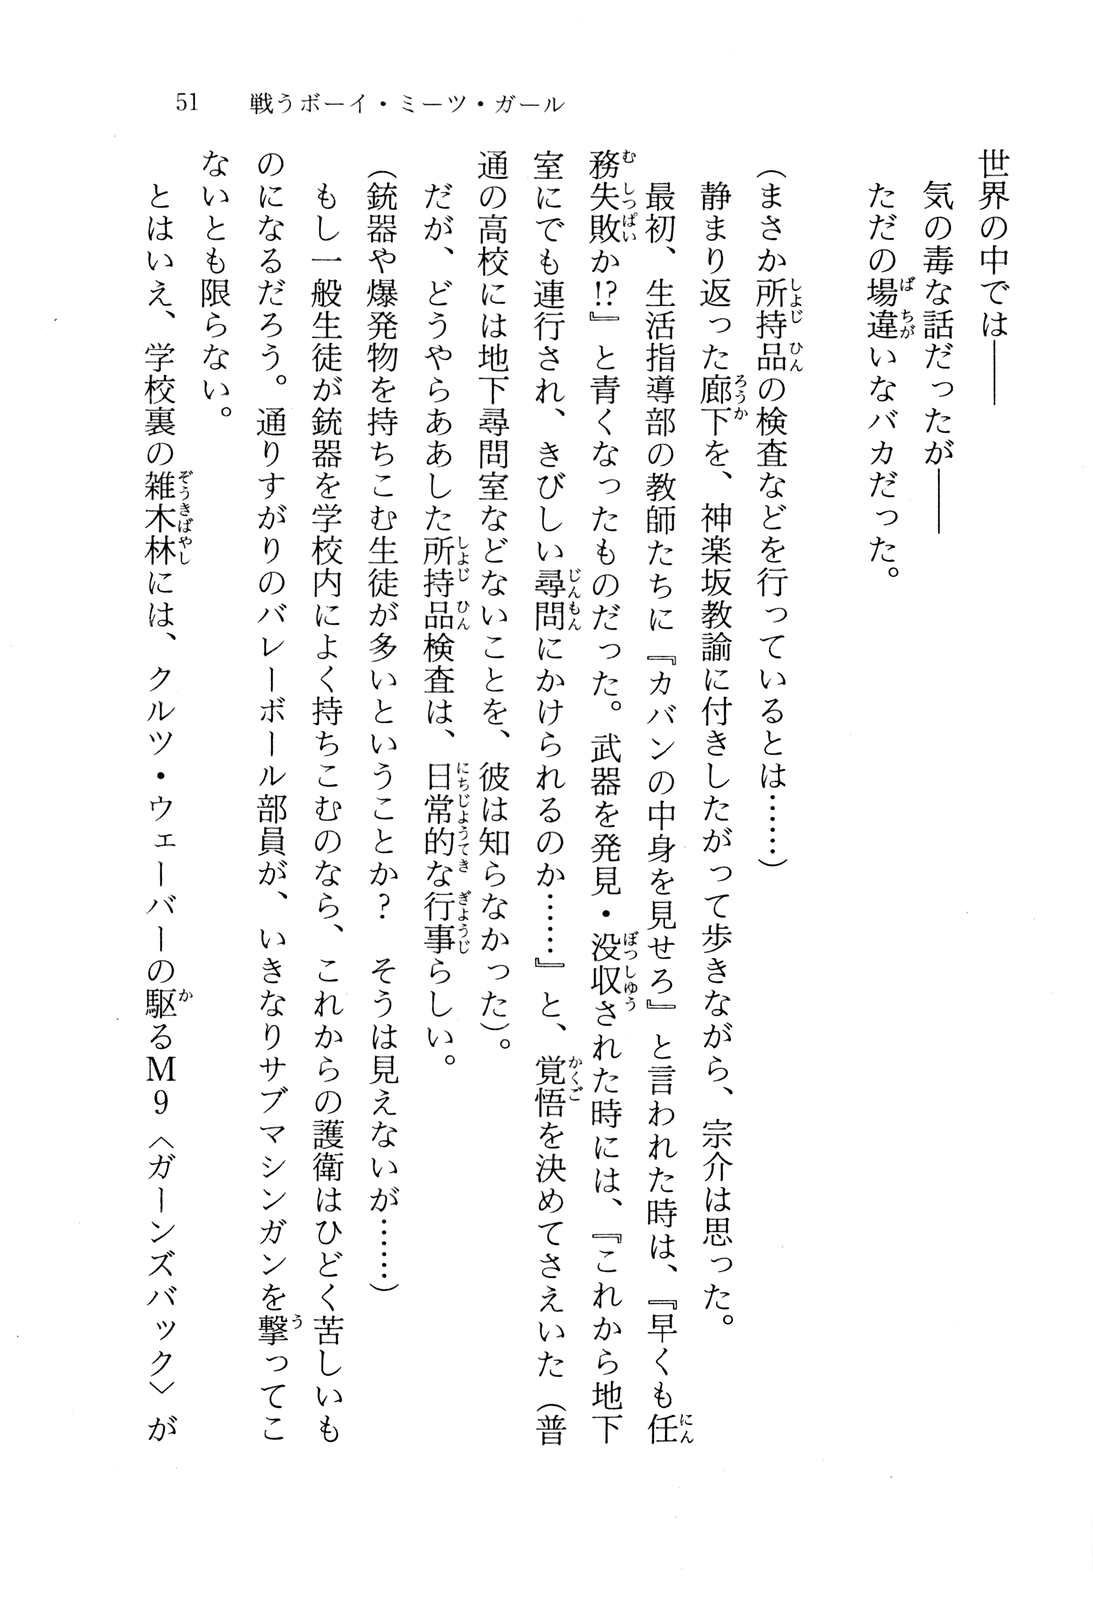 51　戦うボーイ・ミーツ・ガール
世界の中では――
　気の毒な話だったが――
　ただの場違いなバカだった。
（まさか所持品の検査などを行っているとは……）
　静まり返った廊下を、神楽坂教諭に付きしたがって歩きながら、宗介は思った。
　最初、生活指導部の教師たちに『カバンの中身を見せろ』と言われた時は、『早くも任
務失敗か!?』と青くなったものだった。武器を発見・没収された時には、『これから地下
室にでも連行され、きびしい尋問にかけられるのか……』と、覚悟を決めてさえいた（普
通の高校には地下尋問室などないことを、彼は知らなかった）。
　だが、どうやらああした所持品検査は、日常的な行事らしい。
（銃器や爆発物を持ちこむ生徒が多いということか？　そうは見えないが……）
　もし一般生徒が銃器を学校内によく持ちこむのなら、これからの護衛はひどく苦しいも
のになるだろう。通りすがりのバレーボール部員が、いきなりサブマシンガンを撃ってこ
ないとも限らない。
　とはいえ、学校裏の雑木林には、クルツ・ウェーバーの駆るＭ９〈ガーンズバック〉が